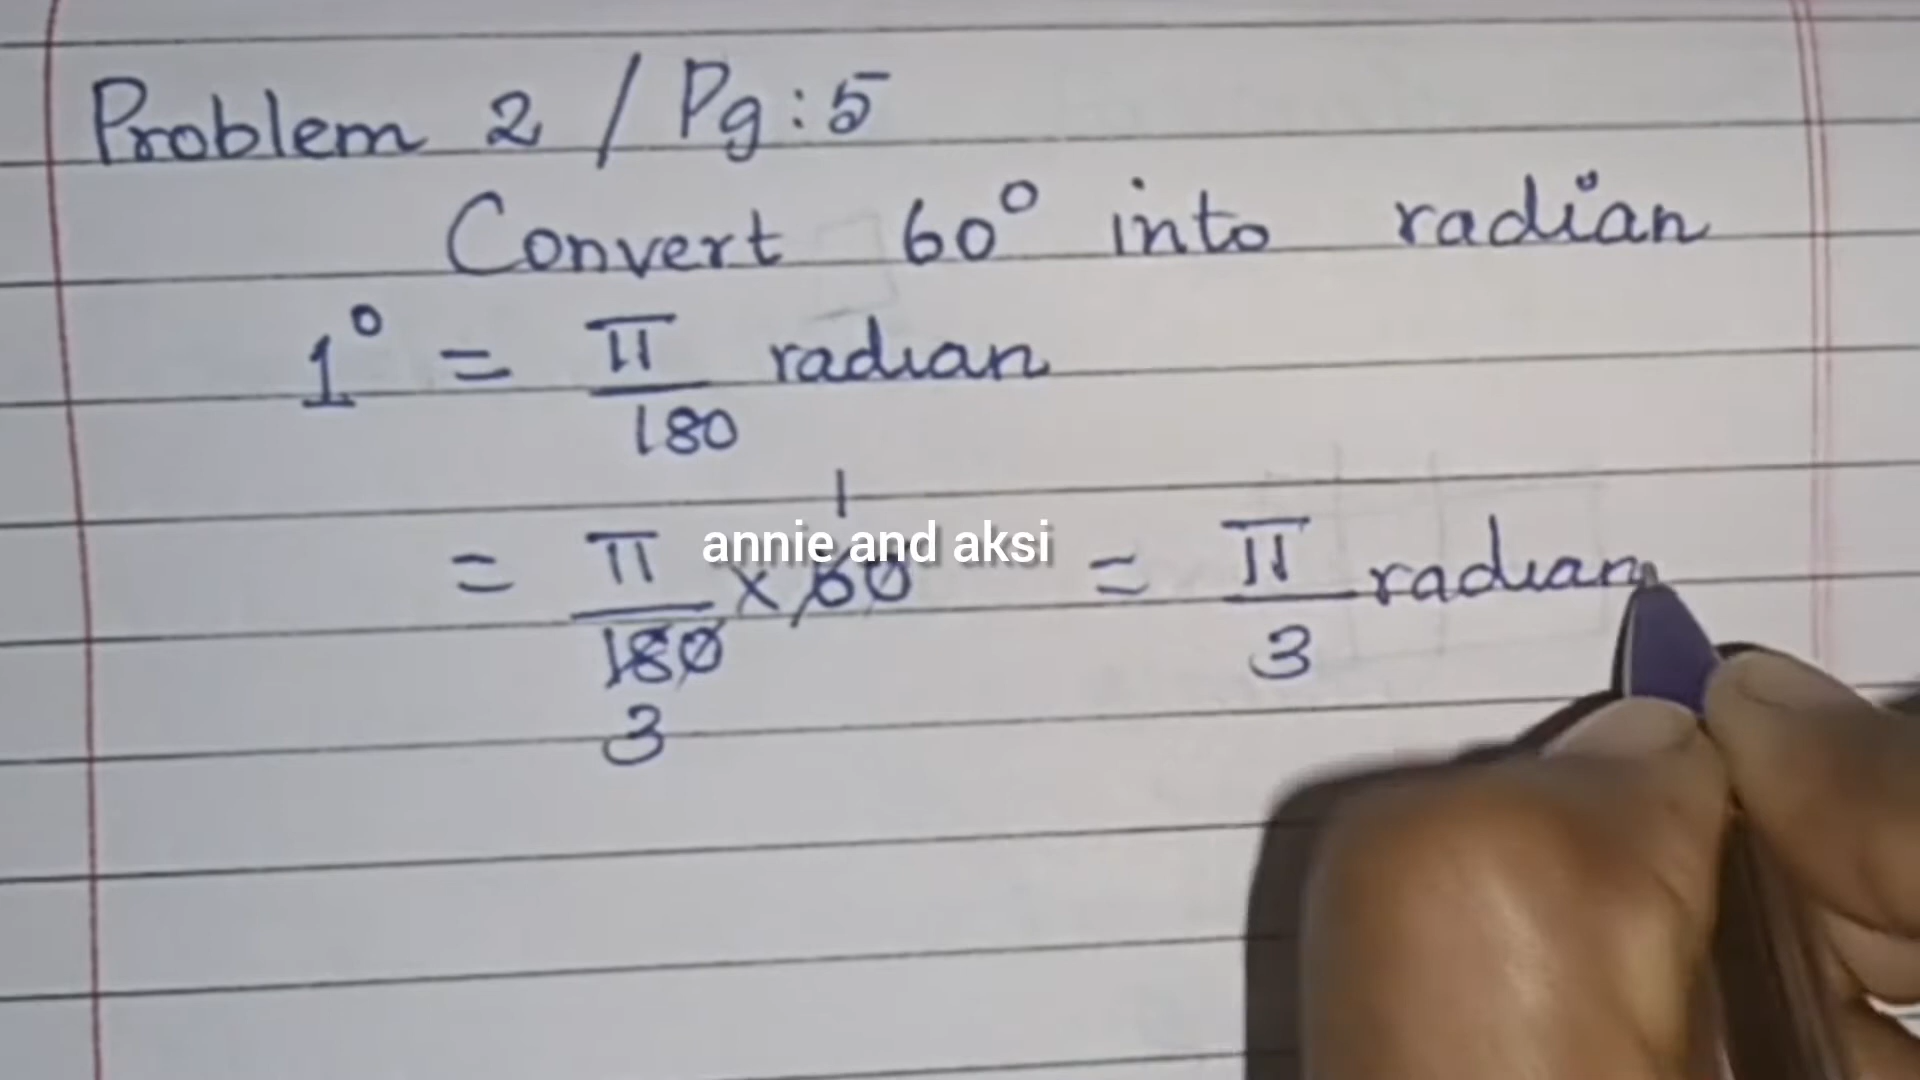 Problem 2 / Pg: 5
Convert 60° into radian
1° = π/180 radian
= π/180 × 60 = π/3 radian
1
3
annie and aksi